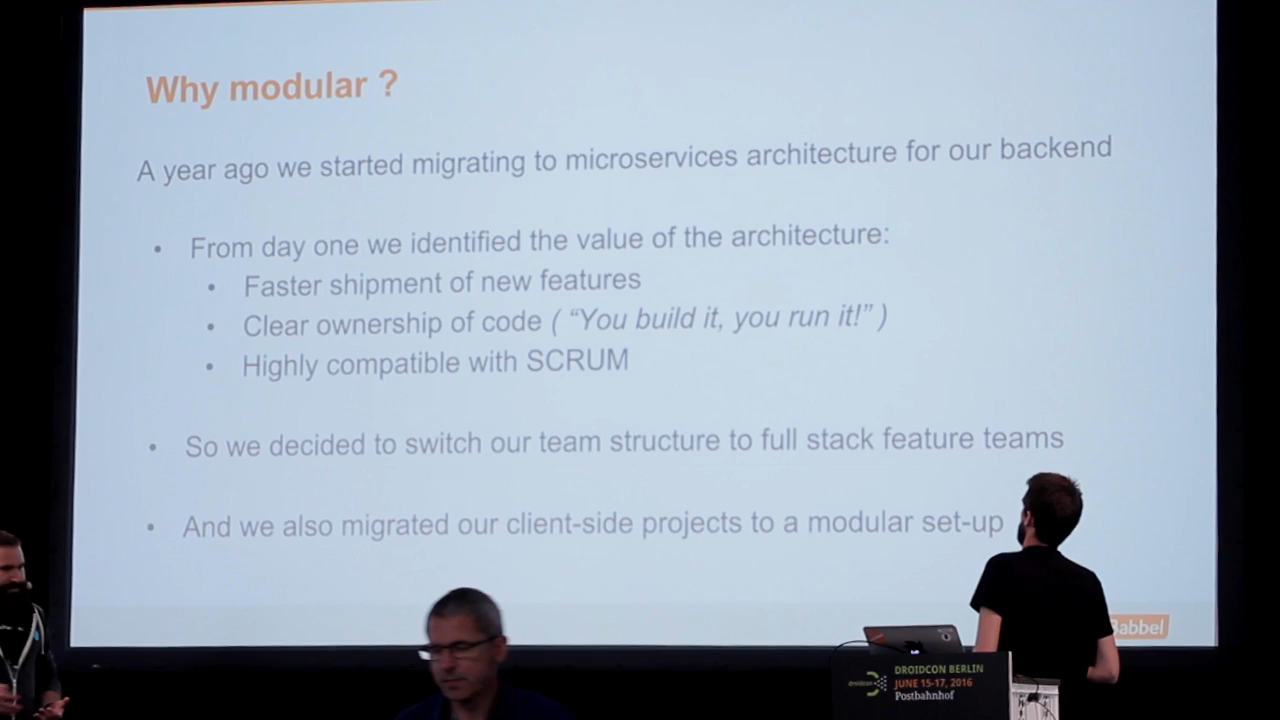 Why modular ?
A year ago we started migrating to microservices architecture for our backend
• From day one we identified the value of the architecture:
• Faster shipment of new features
• Clear ownership of code ( “You build it, you run it!” )
• Highly compatible with SCRUM
• So we decided to switch our team structure to full stack feature teams
• And we also migrated our client-side projects to a modular set-up
Babbel
droidcon
DROIDCON BERLIN
JUNE 15-17, 2016
Postbahnhof